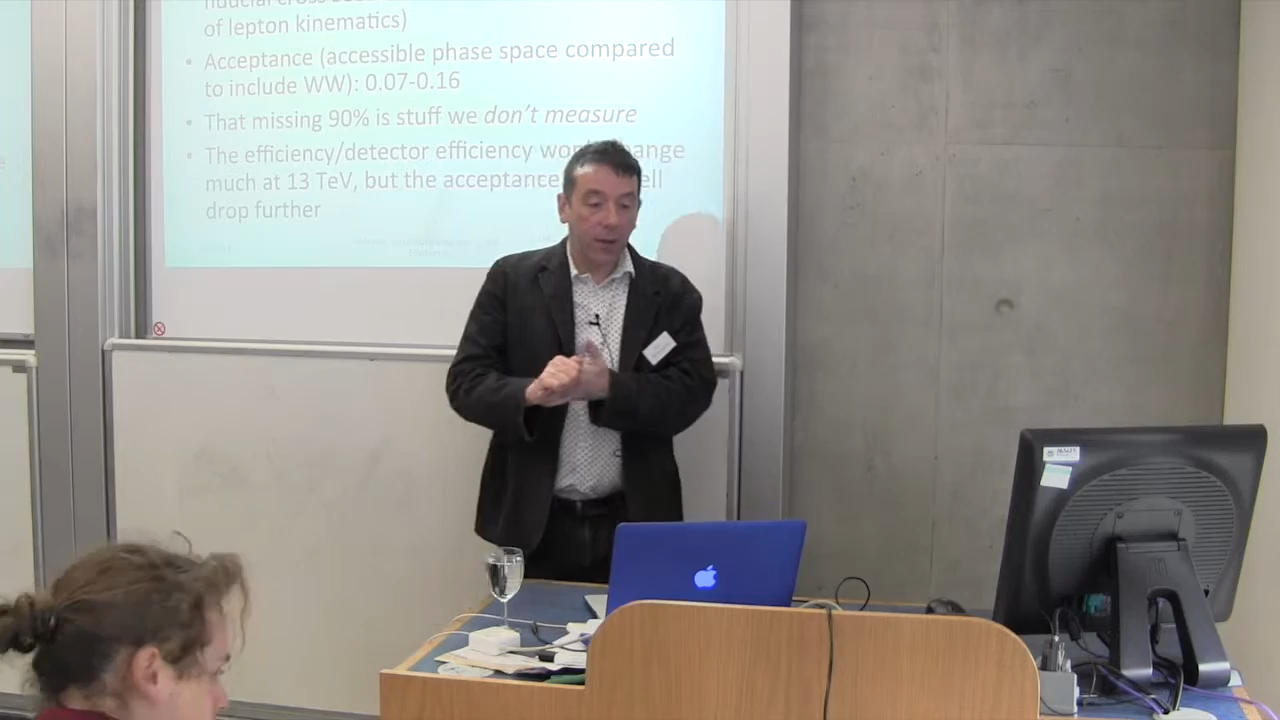 of lepton kinematics)
• Acceptance (accessible phase space compared
to include WW): 0.07-0.16
• That missing 90% is stuff we don't measure
• The efficiency/detector efficiency
much at 13 TeV, but the acceptance
drop further